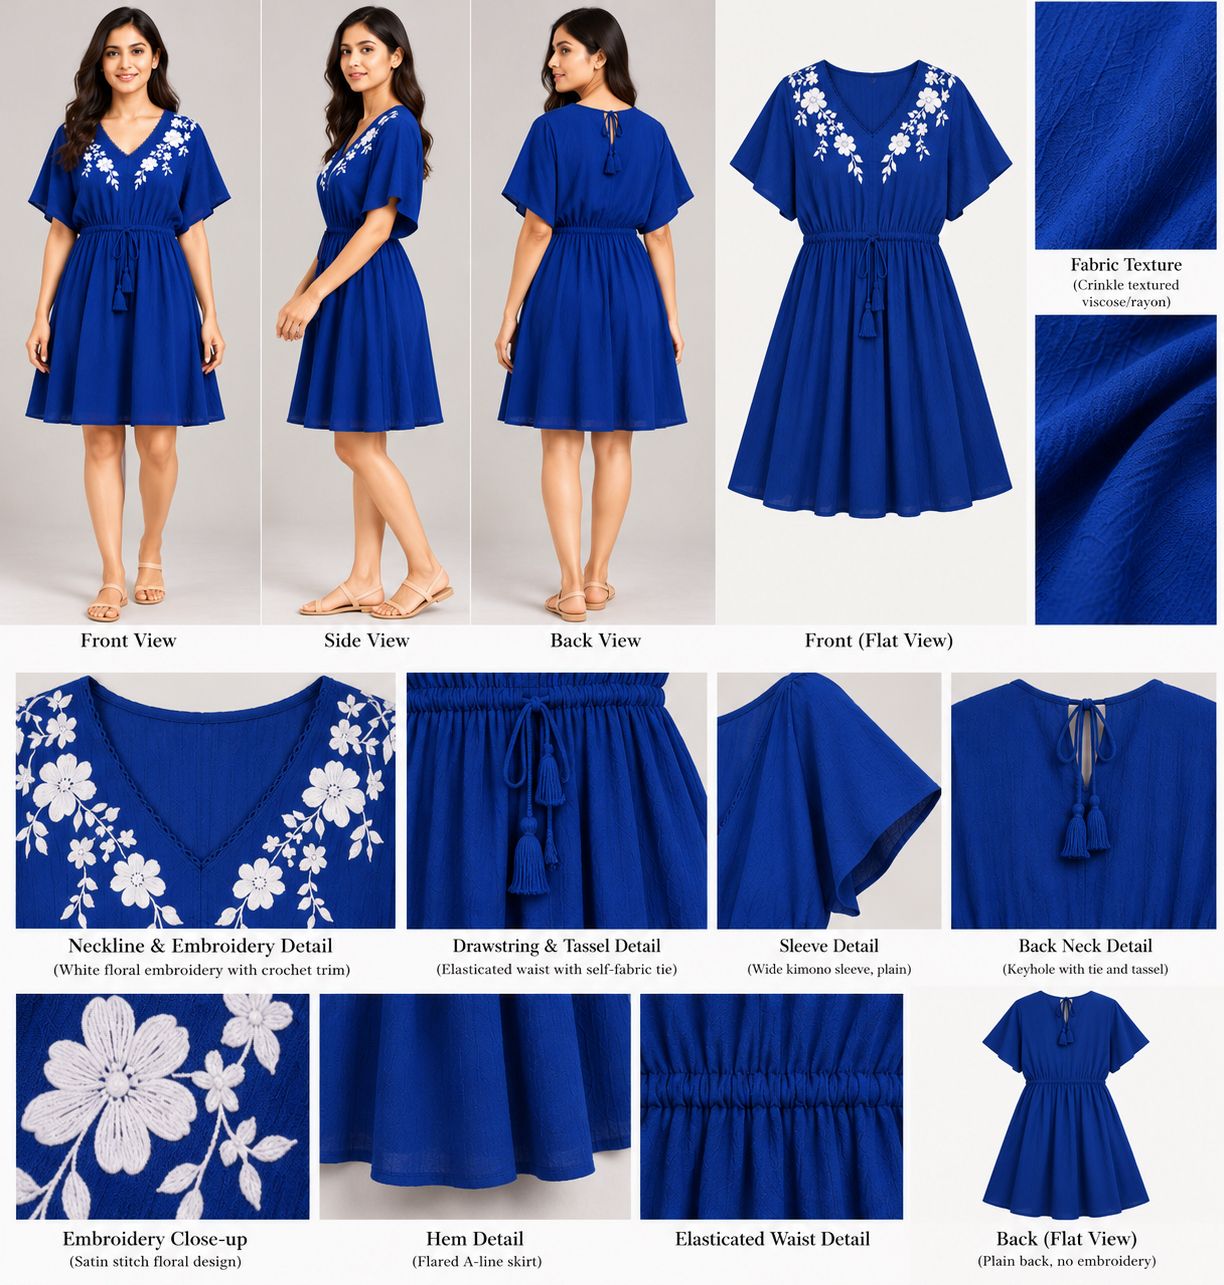 Fabric Texture
(Crinkle textured
viscose/rayon)
Front View
Side View
Back View
Front (Flat View)
Neckline & Embroidery Detail
(White floral embroidery with crochet trim)
Drawstring & Tassel Detail
(Elasticated waist with self-fabric tie)
Sleeve Detail
(Wide kimono sleeve, plain)
Back Neck Detail
(Keyhole with tie and tassel)
Embroidery Close-up
(Satin stitch floral design)
Hem Detail
(Flared A-line skirt)
Elasticated Waist Detail
Back (Flat View)
(Plain back, no embroidery)